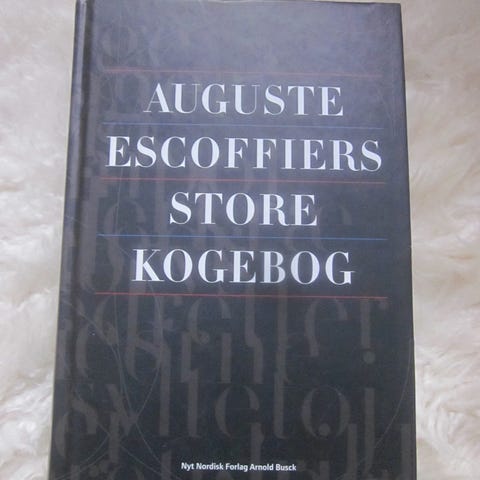 AUGUSTE
ESCOFFIERS
STORE
KOGEBOG
Nyt Nordisk Forlag Arnold Busck